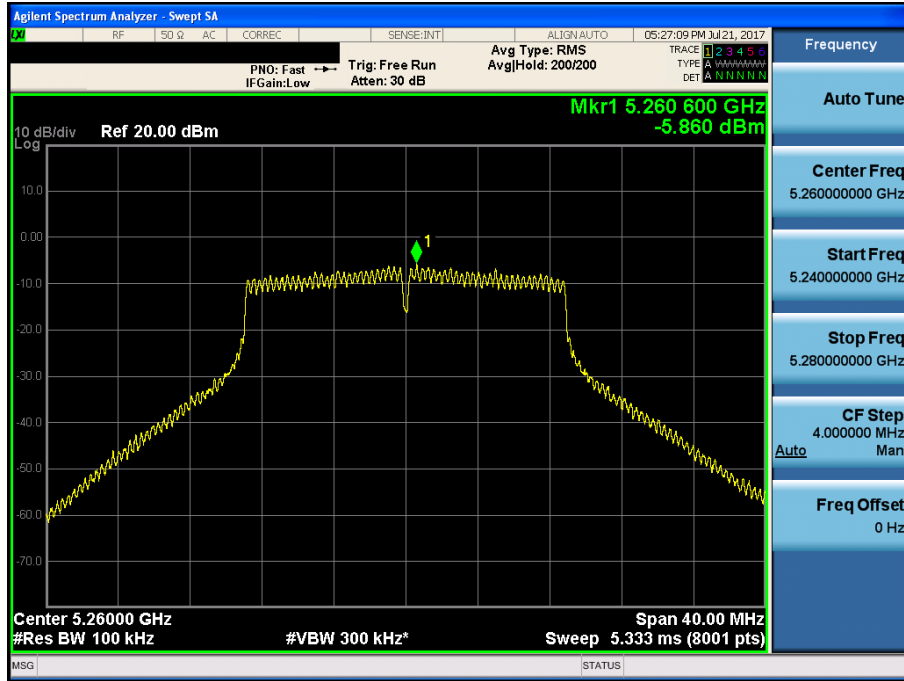 Agilent Spectrum Analyzer - Swept SA
LXI RF 50 Ω AC CORREC SENSE:INT ALIGN AUTO 05:27:09 PM Jul 21, 2017
PNO: Fast
IFGain:Low
Trig: Free Run
Atten: 30 dB
Avg Type: RMS
Avg|Hold: 200/200
TRACE 1 2 3 4 5 6
TYPE A WWWWW
DET A N N N N N
Frequency
Mkr1 5.260 600 GHz
-5.860 dBm
10 dB/div Ref 20.00 dBm
Log
10.0
0.00
-10.0
-20.0
-30.0
-40.0
-50.0
-60.0
-70.0
1
Center 5.26000 GHz Span 40.00 MHz
#Res BW 100 kHz #VBW 300 kHz* Sweep 5.333 ms (8001 pts)
MSG STATUS
Auto Tune
Center Freq
5.260000000 GHz
Start Freq
5.240000000 GHz
Stop Freq
5.280000000 GHz
CF Step
4.000000 MHz
Auto Man
Freq Offset
0 Hz